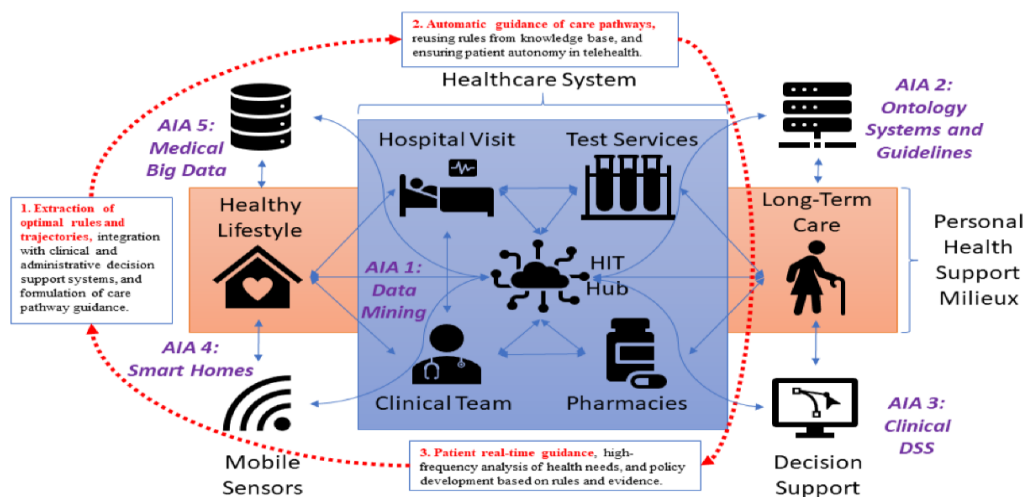 2. Automatic guidance of care pathways,
reusing rules from knowledge base, and
ensuring patient autonomy in telehealth.
Healthcare System
AIA 5:
Medical
Big Data
Hospital Visit
Test Services
AIA 2:
Ontology
Systems and
Guidelines
1. Extraction of
optimal rules and
trajectories, integration
with clinical and
administrative decision
support systems, and
formulation of care
pathway guidance.
Healthy
Lifestyle
Long-Term
Care
Personal
Health
Support
Milieux
AIA 1:
Data
Mining
HIT
Hub
AIA 4:
Smart Homes
Clinical Team
Pharmacies
AIA 3:
Clinical
DSS
Mobile
Sensors
3. Patient real-time guidance, high-
frequency analysis of health needs, and policy
development based on rules and evidence.
Decision
Support